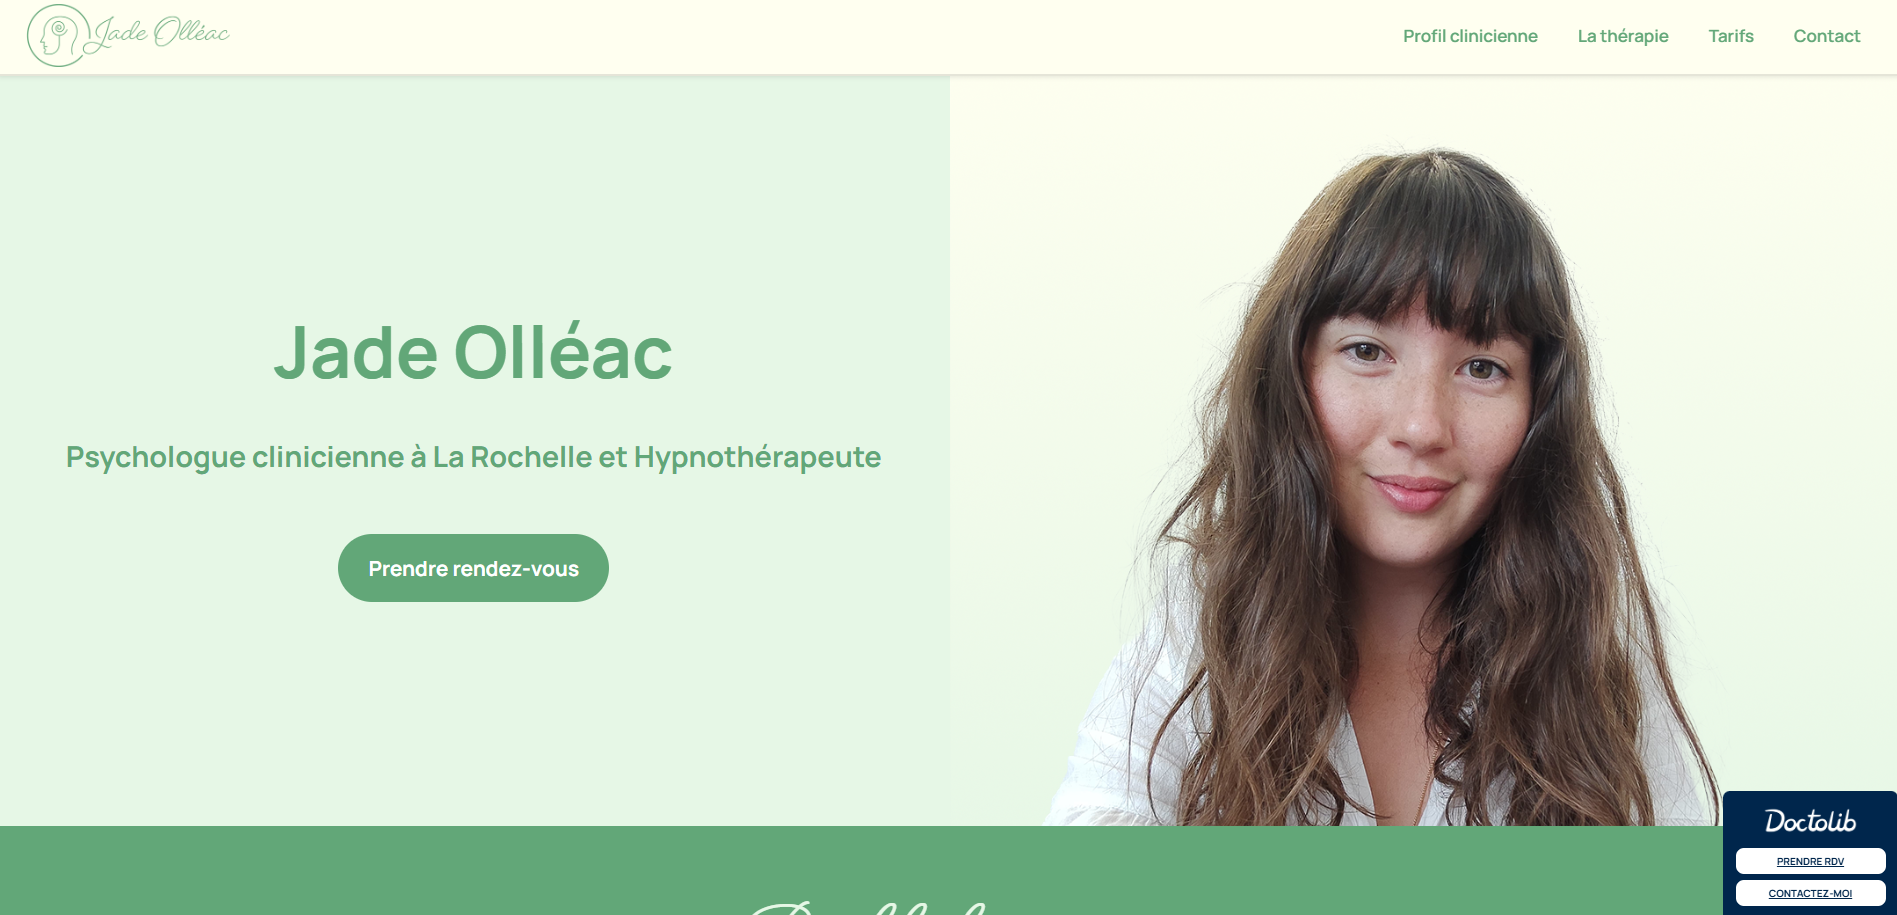 Jade Olléac
Profil clinicienne
La thérapie
Tarifs
Contact
Jade Olléac
Psychologue clinicienne à La Rochelle et Hypnothérapeute
Prendre rendez-vous
Doctolib
PRENDRE RDV
CONTACTEZ-MOI